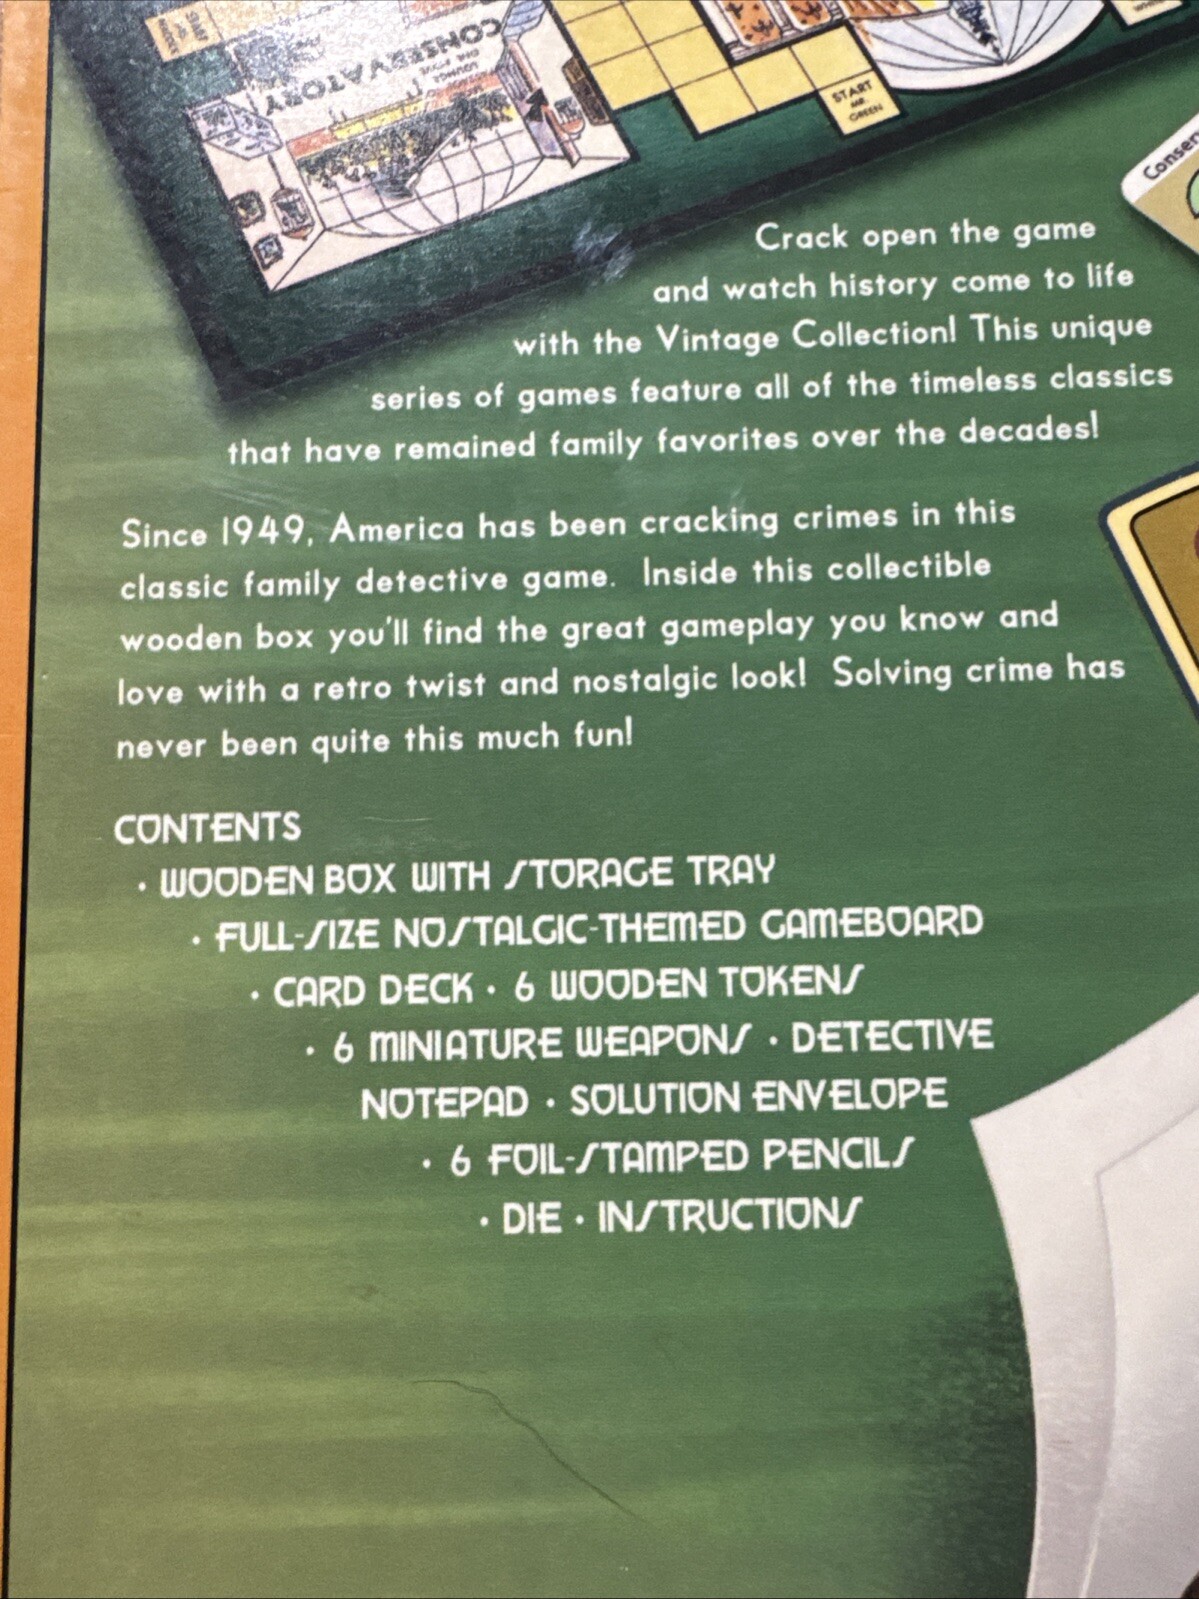 CONSERVATORY
START
MR.
GREEN
Conser
Crack open the game
and watch history come to life
with the Vintage Collection! This unique
series of games feature all of the timeless classics
that have remained family favorites over the decades!
Since 1949, America has been cracking crimes in this
classic family detective game. Inside this collectible
wooden box you'll find the great gameplay you know and
love with a retro twist and nostalgic look! Solving crime has
never been quite this much fun!
CONTENTS
· WOODEN BOX WITH STORAGE TRAY
· FULL-SIZE NOSTALGIC-THEMED GAMEBOARD
· CARD DECK · 6 WOODEN TOKENS
· 6 MINIATURE WEAPONS · DETECTIVE
NOTEPAD · SOLUTION ENVELOPE
· 6 FOIL-STAMPED PENCILS
· DIE · INSTRUCTIONS